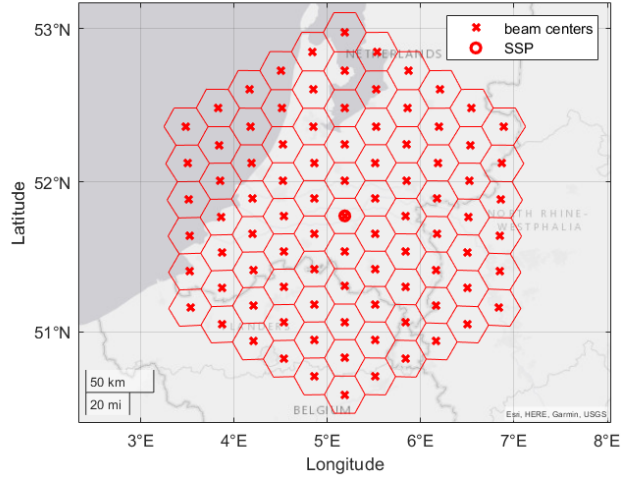 53°N
52°N
51°N
Latitude
beam centers
SSP
NETHERLANDS
NORTH RHINE-
WESTPHALIA
LANDERS
BELGIUM
50 km
20 mi
Esri, HERE, Garmin, USGS
3°E 4°E 5°E 6°E 7°E 8°E
Longitude